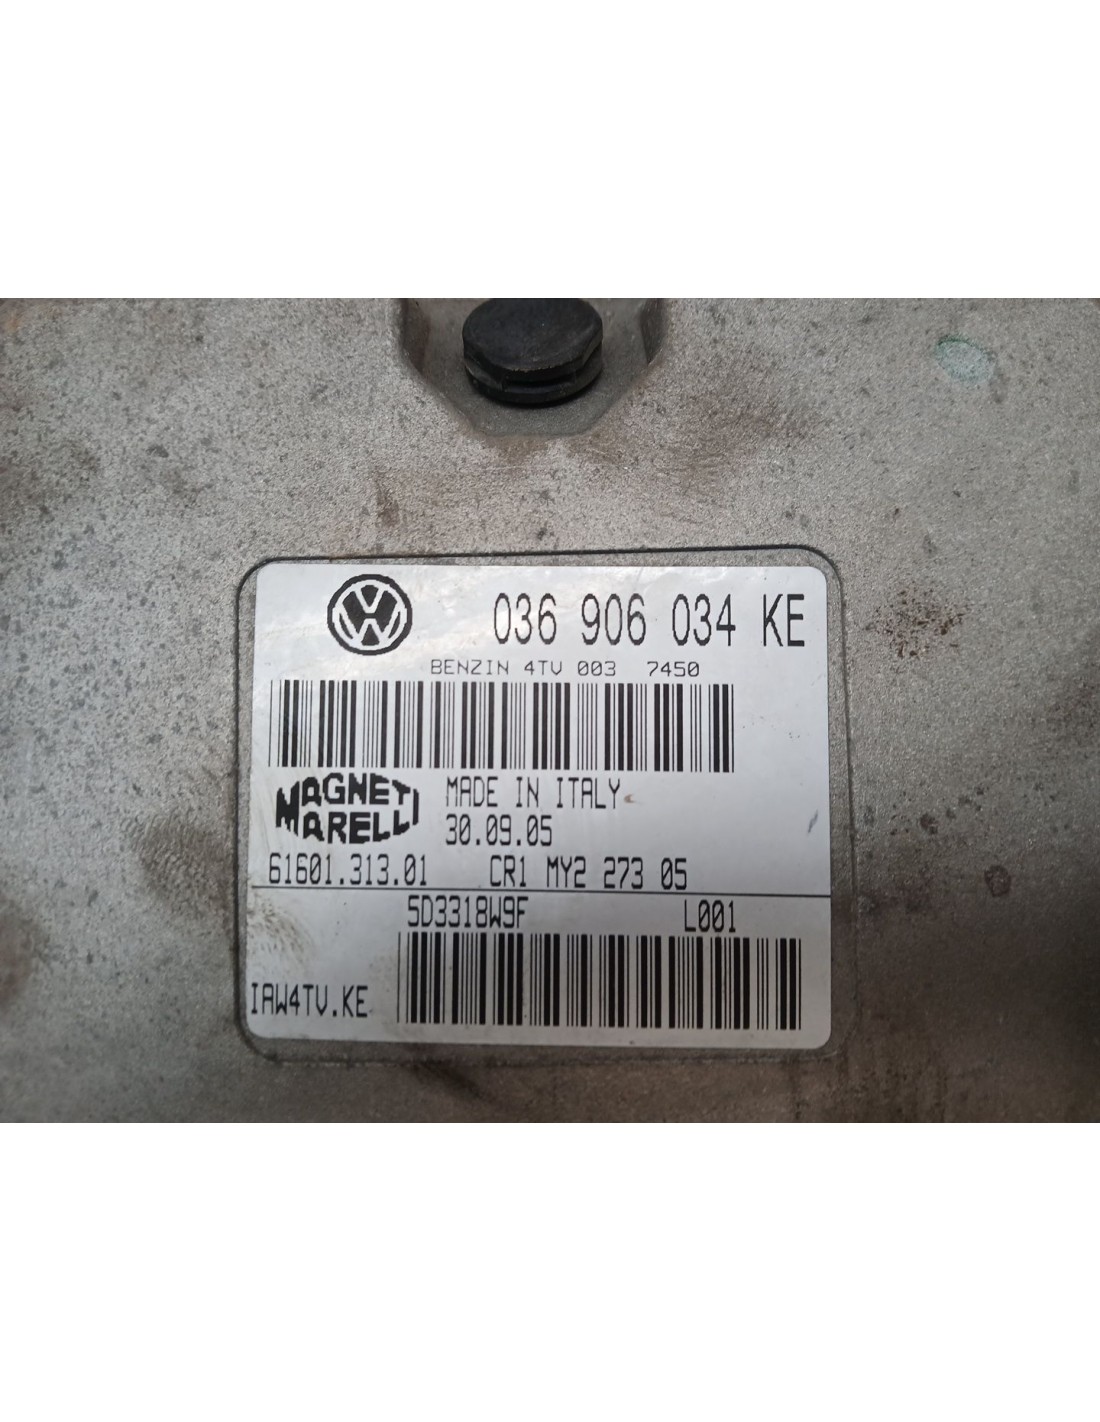 036 906 034 KE
BENZIN 4TV 003 7450
MAGNETI MARELLI
MADE IN ITALY
30.09.05
61601.313.01 CR1 MY2 273 05
5D3318W9F L001
IAW4TV.KE